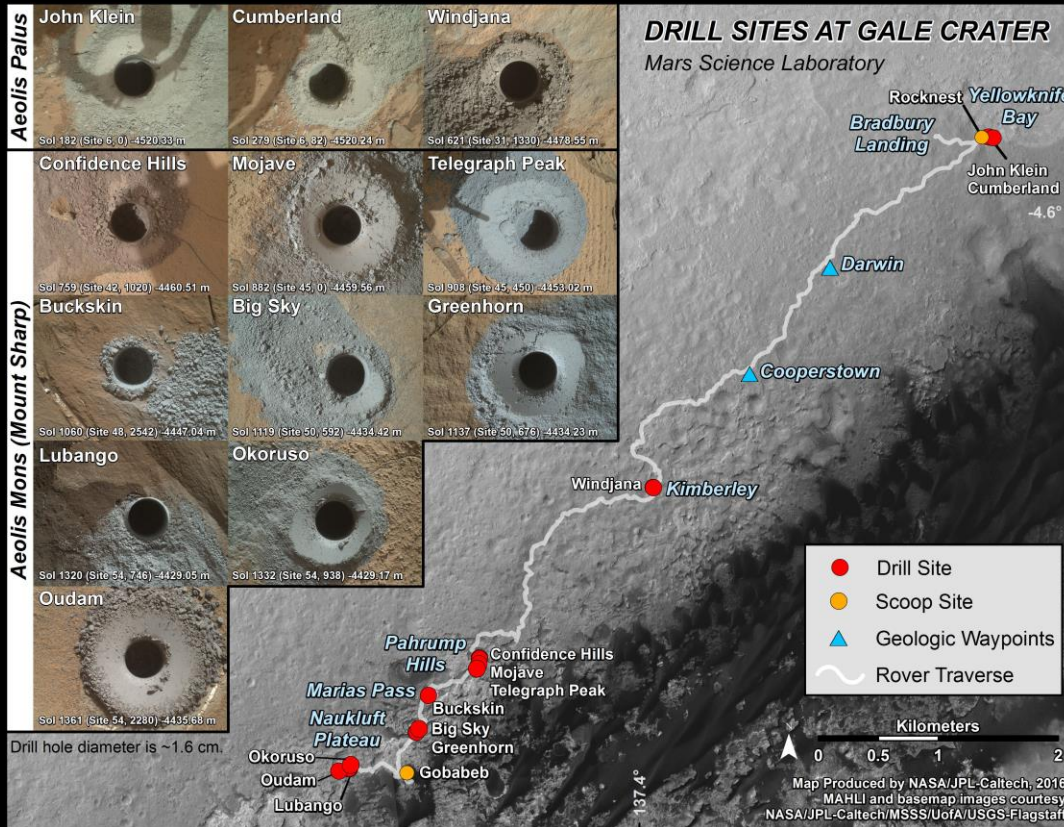 DRILL SITES AT GALE CRATER
Mars Science Laboratory
Aeolis Palus
John Klein
Sol 182 (Site 6, 0) -4520.33 m
Cumberland
Sol 279 (Site 6, 82) -4520.24 m
Windjana
Sol 621 (Site 31, 1330) -4478.55 m
Aeolis Mons (Mount Sharp)
Confidence Hills
Sol 759 (Site 42, 1020) -4460.51 m
Mojave
Sol 882 (Site 45, 0) -4459.56 m
Telegraph Peak
Sol 908 (Site 45, 450) -4453.02 m
Buckskin
Sol 1060 (Site 48, 2542) -4447.04 m
Big Sky
Sol 1119 (Site 50, 592) -4434.42 m
Greenhorn
Sol 1137 (Site 50, 676) -4434.23 m
Lubango
Sol 1320 (Site 54, 746) -4429.05 m
Okoruso
Sol 1332 (Site 54, 938) -4429.17 m
Oudam
Sol 1361 (Site 54, 2280) -4435.68 m
Drill hole diameter is ~1.6 cm.
Rocknest
Yellowknife
Bay
Bradbury
Landing
John Klein
Cumberland
-4.6°
Darwin
Cooperstown
Windjana
Kimberley
Pahrump
Hills
Confidence Hills
Mojave
Telegraph Peak
Marias Pass
Buckskin
Naukluft
Plateau
Big Sky
Greenhorn
Okoruso
Oudam
Lubango
Gobabeb
137.4°
Drill Site
Scoop Site
Geologic Waypoints
Rover Traverse
N
Kilometers
0 0.5 1 2
Map Produced by NASA/JPL-Caltech, 2016
MAHLI and basemap images courtesy
NASA/JPL-Caltech/MSSS/UofA/USGS-Flagstaff